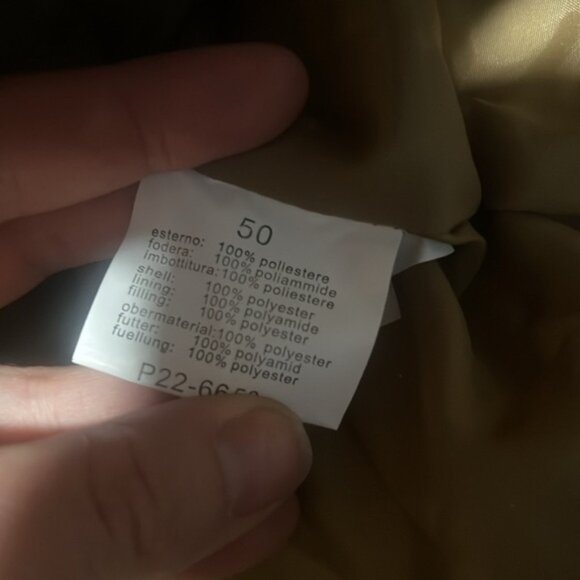 50
esterno: 100% poliestere
fodera: 100% poliammide
imbottitura: 100% poliestere
shell: 100% polyester
lining: 100% polyamide
filling: 100% polyester
obermaterial: 100% polyester
futter: 100% polyamid
fuellung: 100% polyester